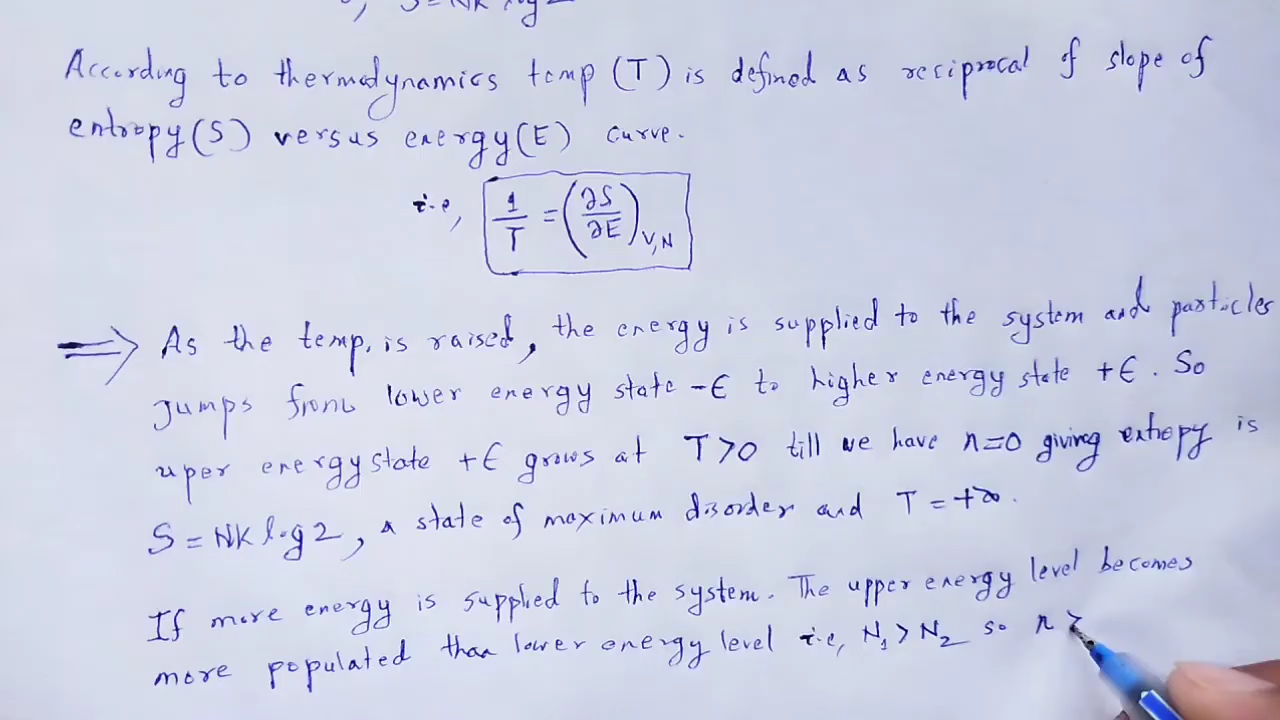 S = NK log 2
According to thermodynamics temp (T) is defined as reciprocal of slope of
entropy(S) versus energy(E) curve.
i.e, 1/T = (∂S/∂E)V,N
⇒ As the temp. is raised, the energy is supplied to the system and particles
Jumps from lower energy state -ϵ to higher energy state +ϵ. So
uper energy state +ϵ grows at T>0 till we have n=0 giving entropy is
S = NK log 2, a state of maximum disorder and T = +∞.
If more energy is supplied to the system. The upper energy level becomes
more populated than lower energy level i.e, N₁ > N₂ so n >